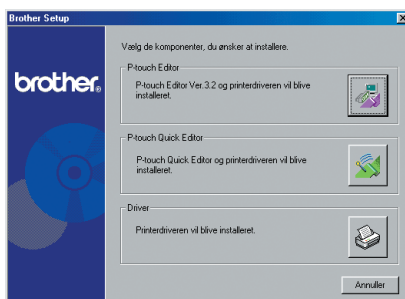 Brother Setup
Vælg de komponenter, du ønsker at installere.
P-touch Editor
P-touch Editor Ver.3.2 og printerdriveren vil blive
installeret.
brother
P-touch Quick Editor
P-touch Quick Editor og printerdriveren vil blive
installeret.
Driver
Printerdriveren vil blive installeret.
Annuller